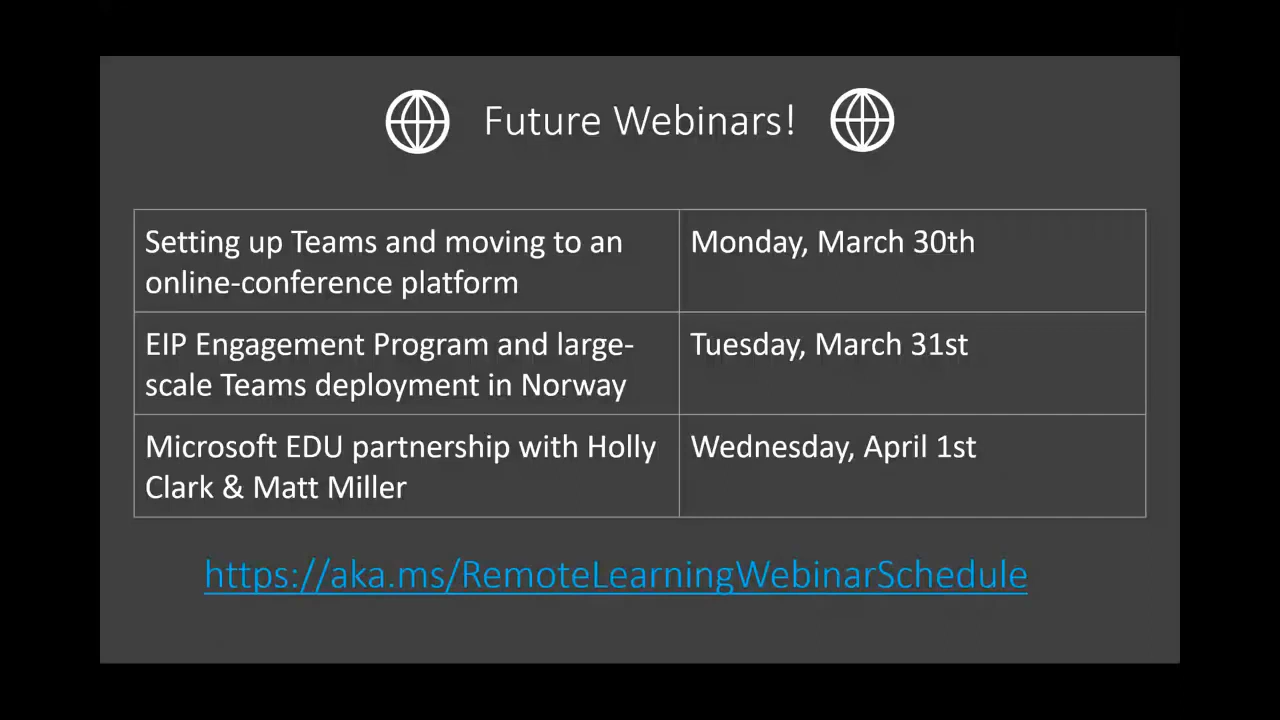 Future Webinars!
Setting up Teams and moving to an
online-conference platform
Monday, March 30th
EIP Engagement Program and large-
scale Teams deployment in Norway
Tuesday, March 31st
Microsoft EDU partnership with Holly
Clark & Matt Miller
Wednesday, April 1st
https://aka.ms/RemoteLearningWebinarSchedule